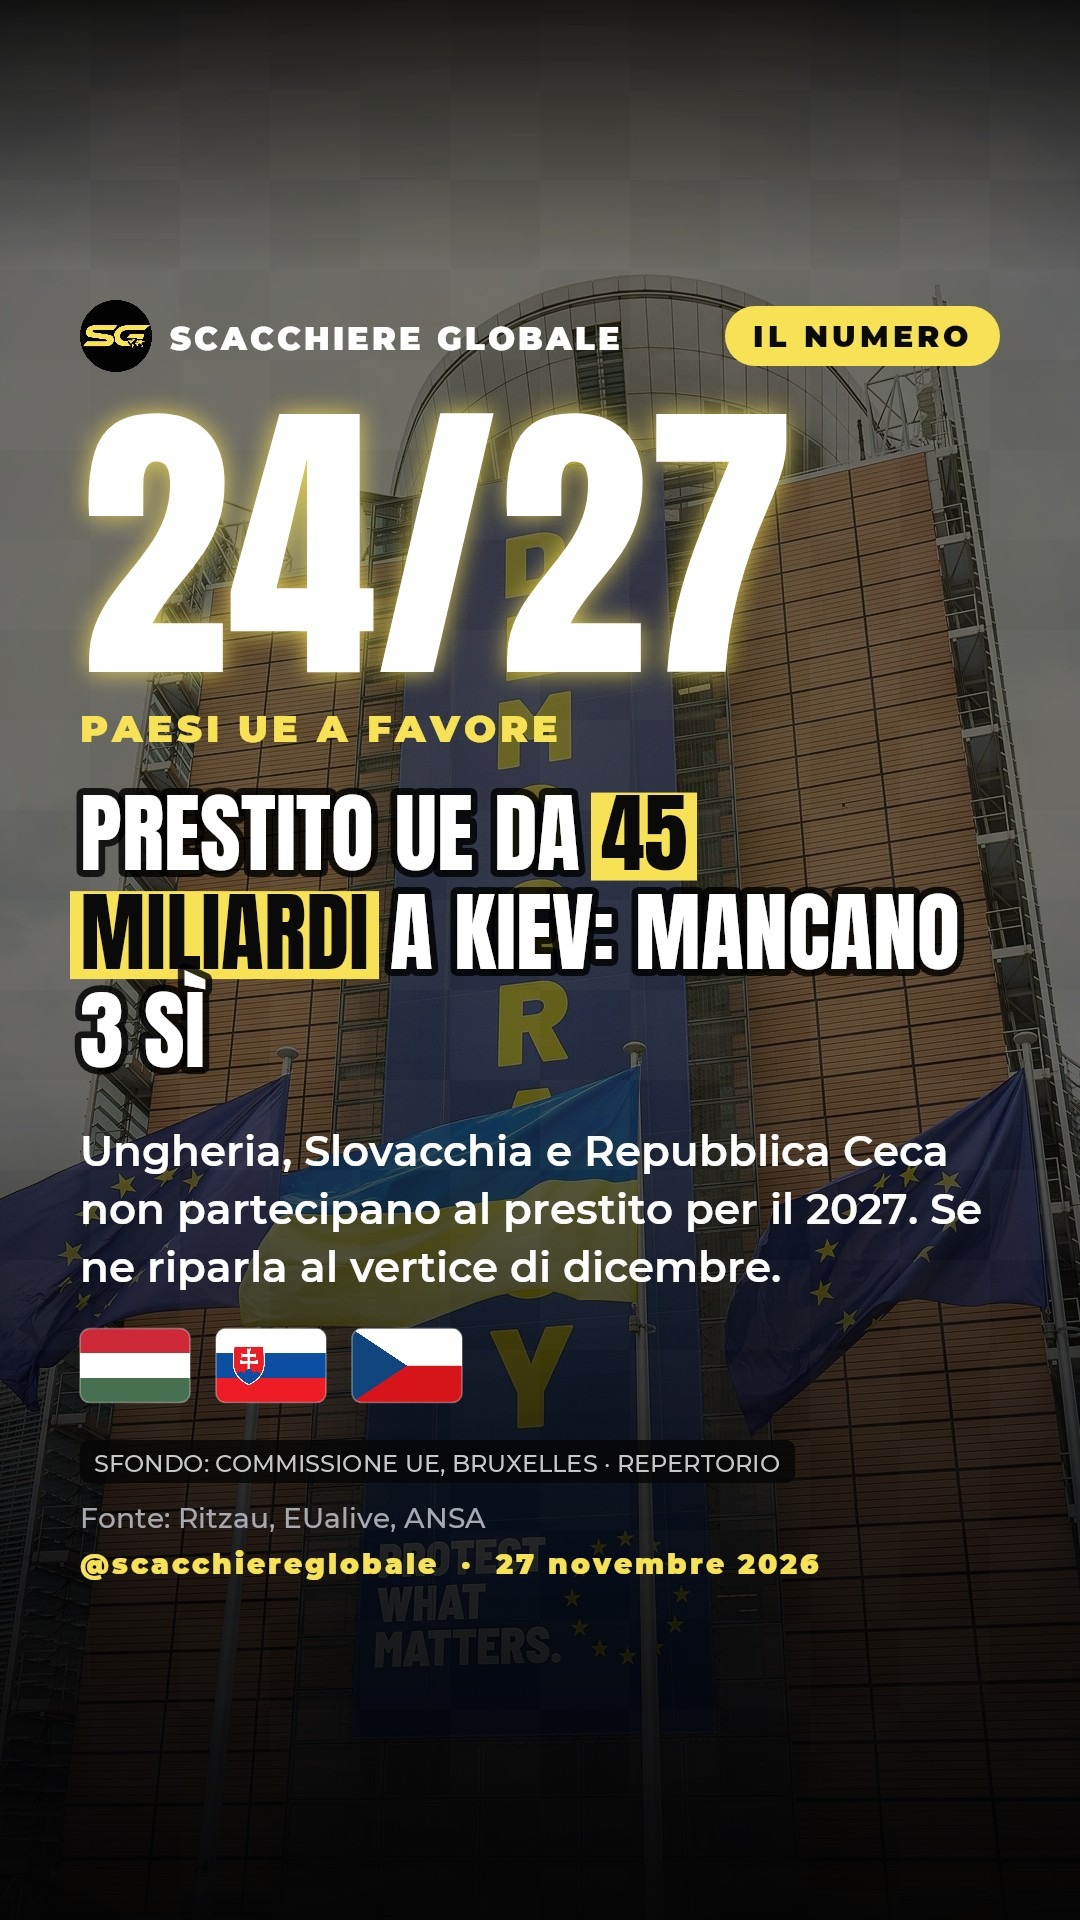 SG
SCACCHIERE GLOBALE
IL NUMERO
24/27
PAESI UE A FAVORE
PRESTITO UE DA 45
MILIARDI A KIEV: MANCANO
3 SÌ
Ungheria, Slovacchia e Repubblica Ceca
non partecipano al prestito per il 2027. Se
ne riparla al vertice di dicembre.
SFONDO: COMMISSIONE UE, BRUXELLES · REPERTORIO
Fonte: Ritzau, EUalive, ANSA
@scacchiereglobale · 27 novembre 2026
PROTECT
WHAT
MATTERS.